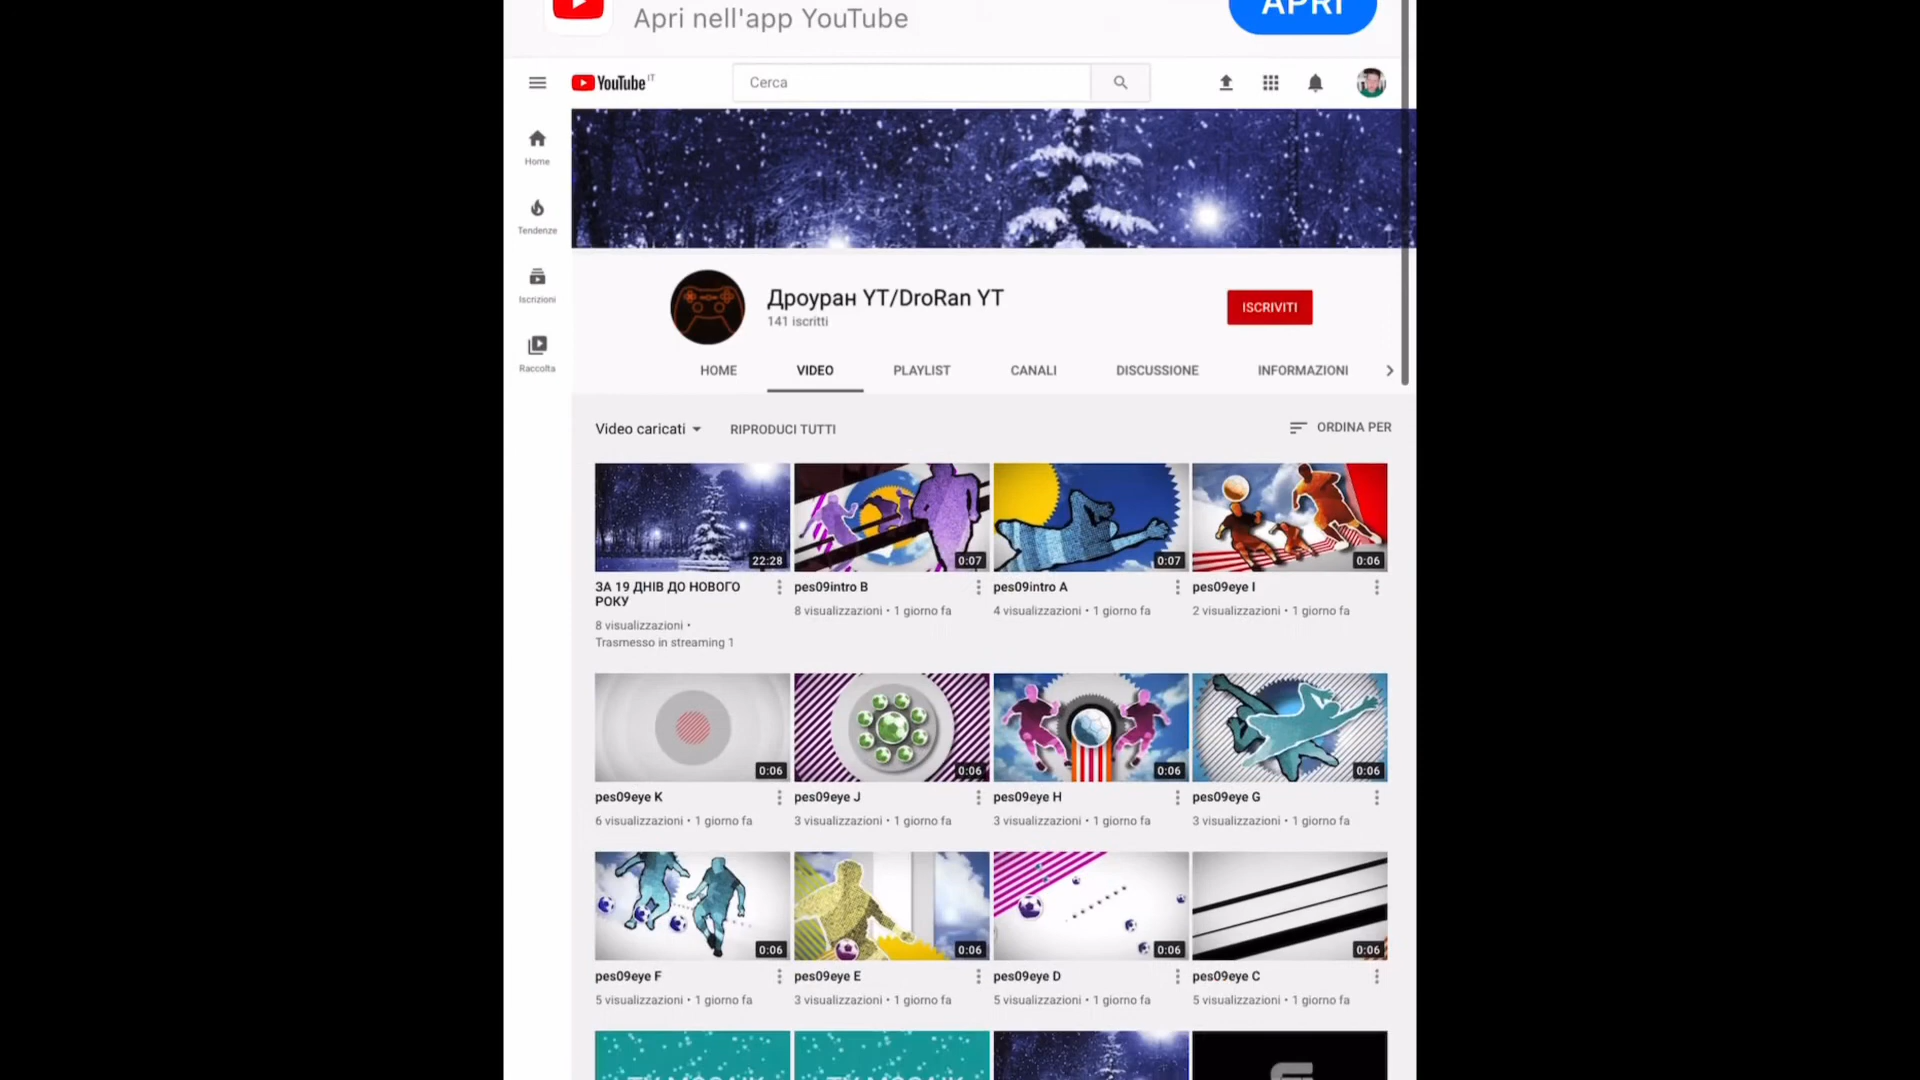 Apri nell'app YouTube
APRI
YouTube IT
Cerca
Home
Tendenze
Iscrizioni
Raccolta
Дроуран YT/DroRan YT
141 iscritti
ISCRIVITI
HOME VIDEO PLAYLIST CANALI DISCUSSIONE INFORMAZIONI
Video caricati RIPRODUCI TUTTI ORDINA PER
22:28 0:07 0:07 0:06
ЗА 19 ДНІВ ДО НОВОГО
РОКУ
8 visualizzazioni •
Trasmesso in streaming 1
pes09intro B
8 visualizzazioni • 1 giorno fa
pes09intro A
4 visualizzazioni • 1 giorno fa
pes09eye I
2 visualizzazioni • 1 giorno fa
0:06 0:06 0:06 0:06
pes09eye K
6 visualizzazioni • 1 giorno fa
pes09eye J
3 visualizzazioni • 1 giorno fa
pes09eye H
3 visualizzazioni • 1 giorno fa
pes09eye G
3 visualizzazioni • 1 giorno fa
0:06 0:06 0:06 0:06
pes09eye F
5 visualizzazioni • 1 giorno fa
pes09eye E
3 visualizzazioni • 1 giorno fa
pes09eye D
5 visualizzazioni • 1 giorno fa
pes09eye C
5 visualizzazioni • 1 giorno fa